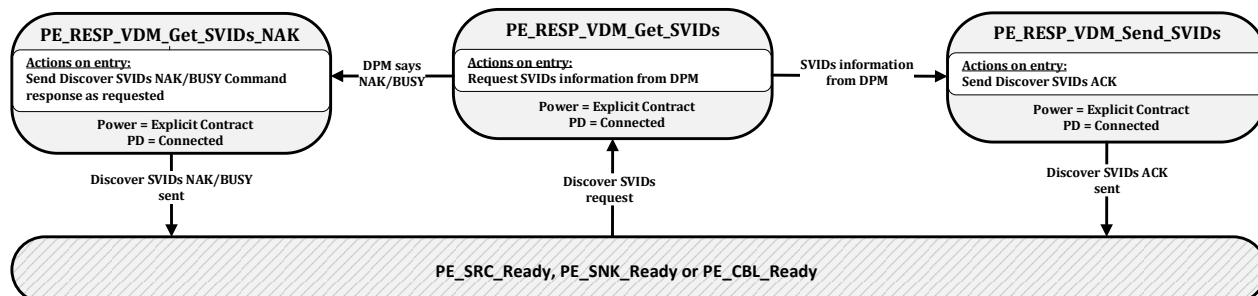 PE_RESP_VDM_Get_SVIDs_NAK
Actions on entry:
Send Discover SVIDs NAK/BUSY Command
response as requested
Power = Explicit Contract
PD = Connected
DPM says
NAK/BUSY
PE_RESP_VDM_Get_SVIDs
Actions on entry:
Request SVIDs information from DPM
Power = Explicit Contract
PD = Connected
SVIDs information
from DPM
PE_RESP_VDM_Send_SVIDs
Actions on entry:
Send Discover SVIDs ACK
Power = Explicit Contract
PD = Connected
Discover SVIDs NAK/BUSY
sent
Discover SVIDs
request
Discover SVIDs ACK
sent
PE_SRC_Ready, PE_SNK_Ready or PE_CBL_Ready